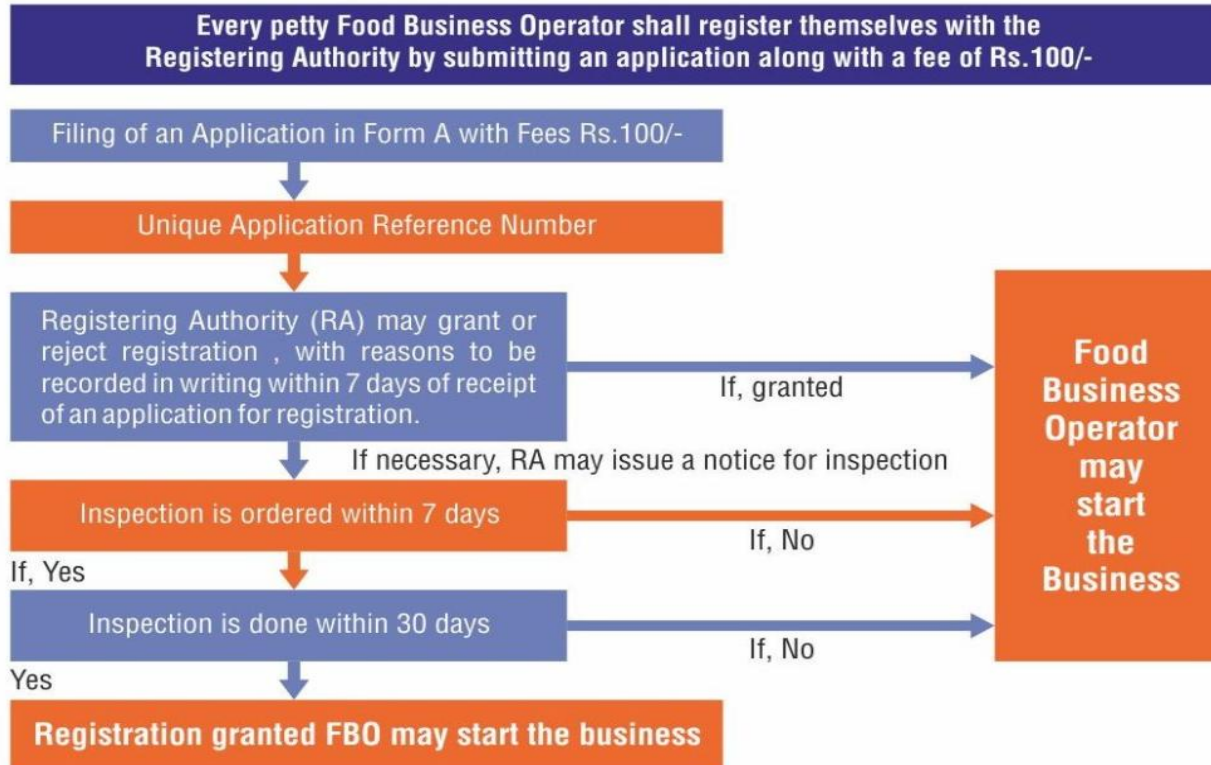 Every petty Food Business Operator shall register themselves with the
Registering Authority by submitting an application along with a fee of Rs.100/-
Filing of an Application in Form A with Fees Rs.100/-
Unique Application Reference Number
Registering Authority (RA) may grant or
reject registration , with reasons to be
recorded in writing within 7 days of receipt
of an application for registration.
If, granted
If necessary, RA may issue a notice for inspection
Inspection is ordered within 7 days
If, No
If, Yes
Inspection is done within 30 days
If, No
Yes
Registration granted FBO may start the business
Food
Business
Operator
may
start
the
Business